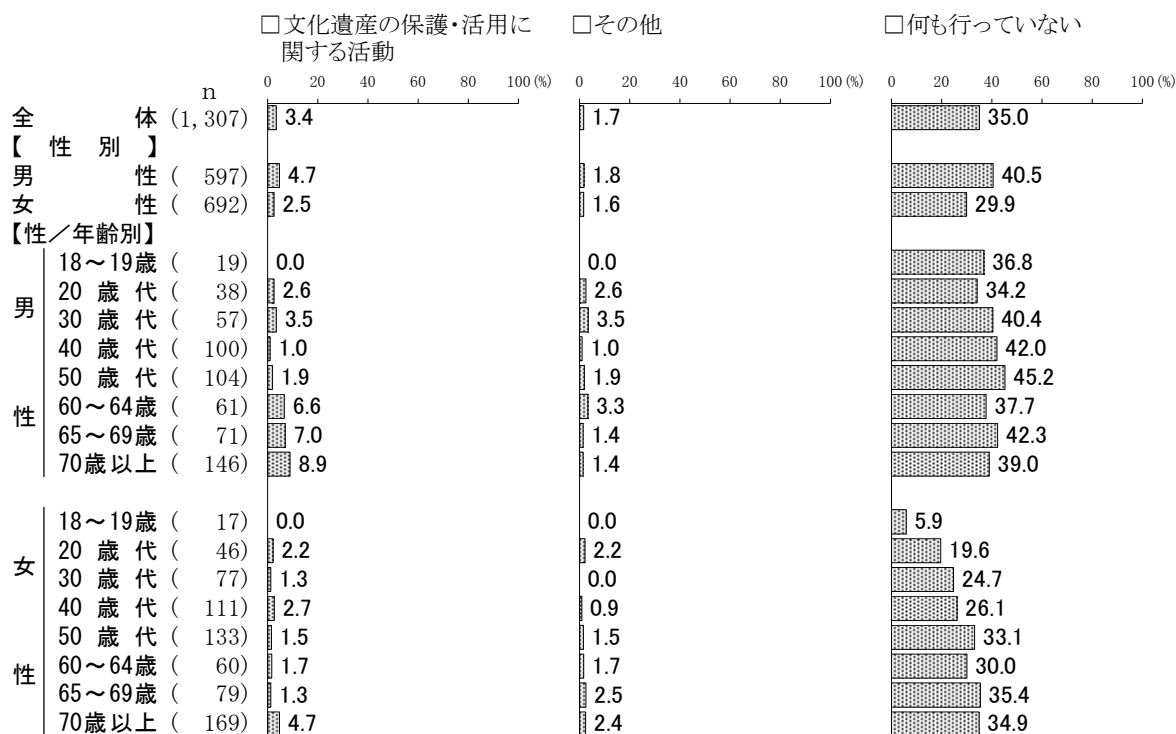 □文化遺産の保護・活用に関する活動 □その他 □何も行っていない
0 20 40 60 80 100(%) 0 20 40 60 80 100(%) 0 20 40 60 80 100(%)
n
全体 (1,307) 3.4 1.7 35.0
【性別】
男性 ( 597) 4.7 1.8 40.5
女性 ( 692) 2.5 1.6 29.9
【性／年齢別】
男性
18～19歳 ( 19) 0.0 0.0 36.8
20歳代 ( 38) 2.6 2.6 34.2
30歳代 ( 57) 3.5 3.5 40.4
40歳代 ( 100) 1.0 1.0 42.0
50歳代 ( 104) 1.9 1.9 45.2
60～64歳 ( 61) 6.6 3.3 37.7
65～69歳 ( 71) 7.0 1.4 42.3
70歳以上 ( 146) 8.9 1.4 39.0
女性
18～19歳 ( 17) 0.0 0.0 5.9
20歳代 ( 46) 2.2 2.2 19.6
30歳代 ( 77) 1.3 0.0 24.7
40歳代 ( 111) 2.7 0.9 26.1
50歳代 ( 133) 1.5 1.5 33.1
60～64歳 ( 60) 1.7 1.7 30.0
65～69歳 ( 79) 1.3 2.5 35.4
70歳以上 ( 169) 4.7 2.4 34.9